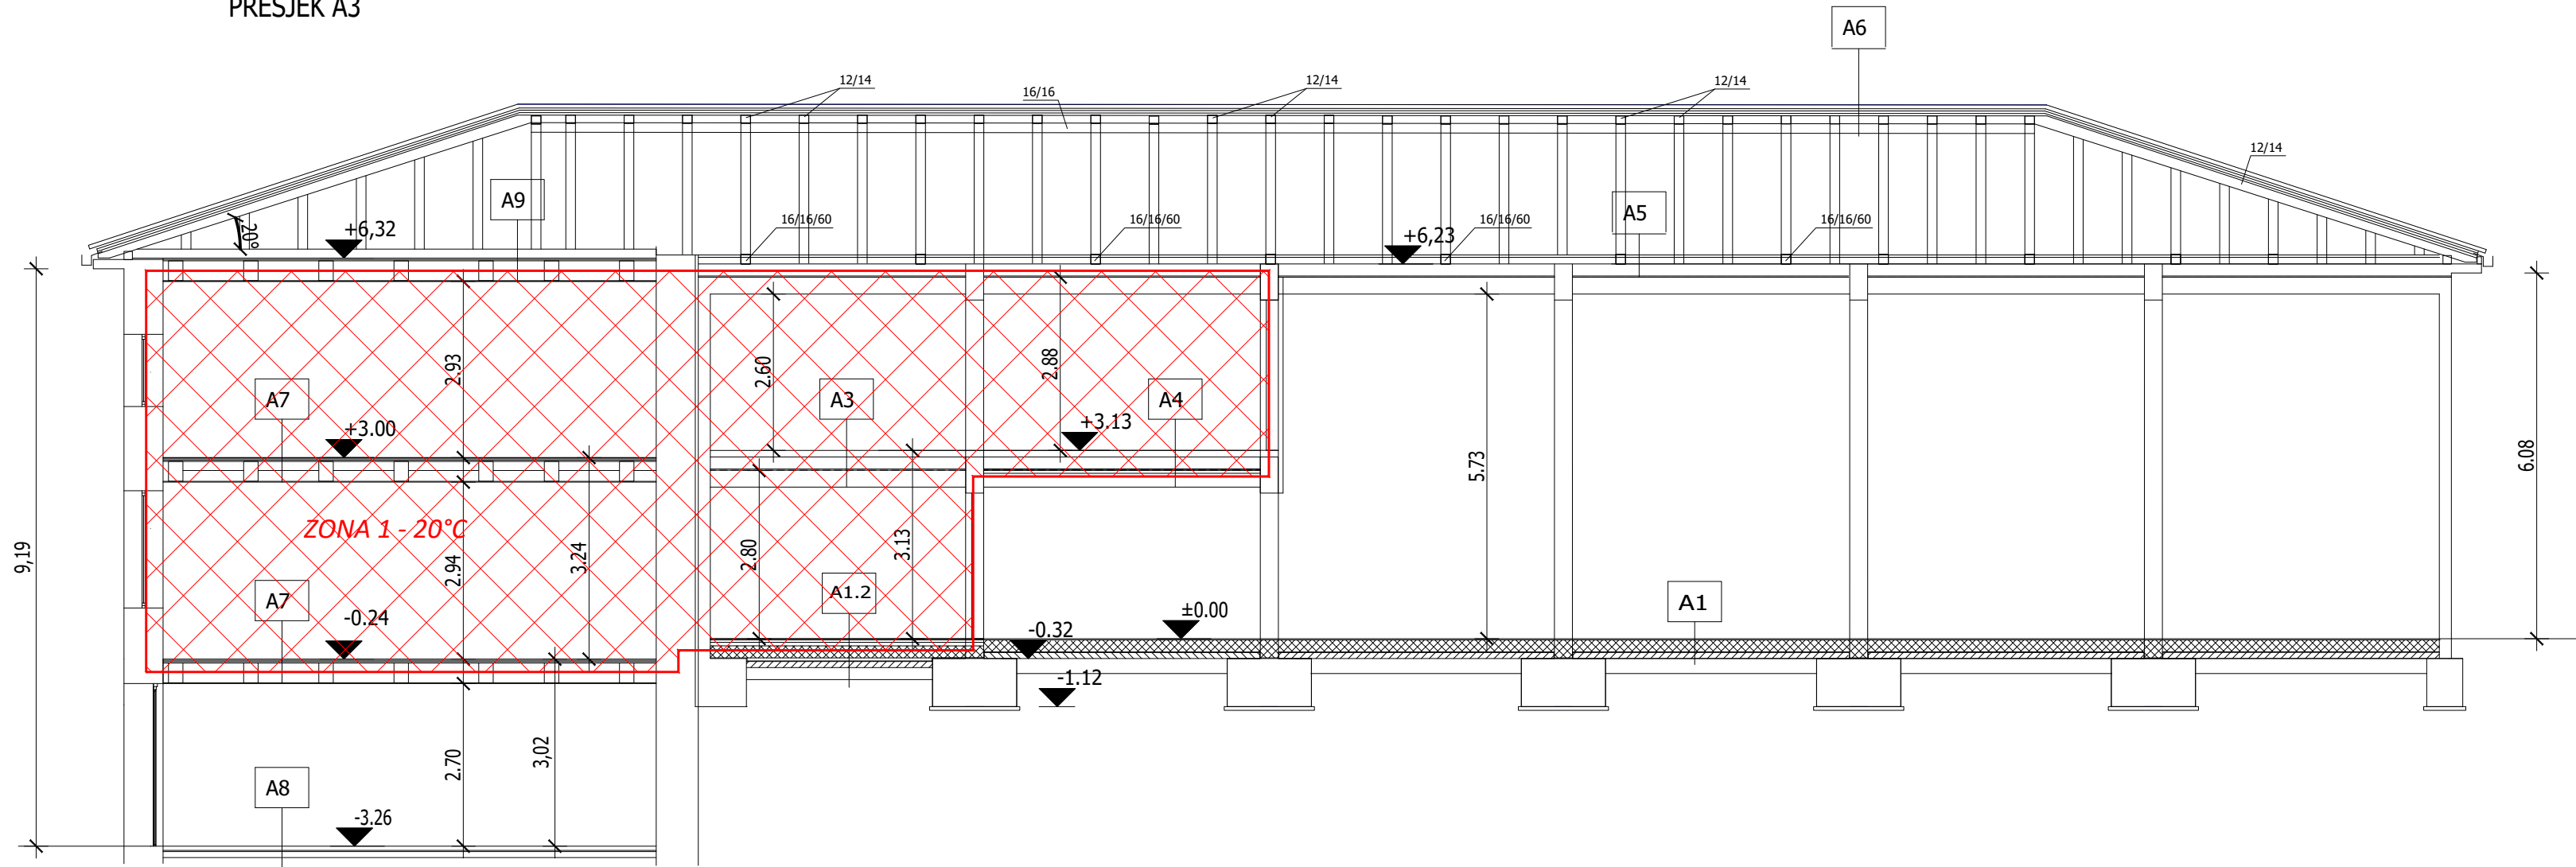 PRESJEK A3
A6
12/14
12/14
12/14
16/16
12/14
A9
A5
20°
+6,32
16/16/60
16/16/60
16/16/60
16/16/60
+6,23
2.93
2.60
2.88
A7
A3
A4
+3.00
+3.13
5.73
6.08
ZONA 1 - 20°C
9,19
2.94
3.24
2.80
3.13
A7
A1.2
A1
-0.24
±0.00
-0.32
-1.12
2.70
3,02
A8
-3.26